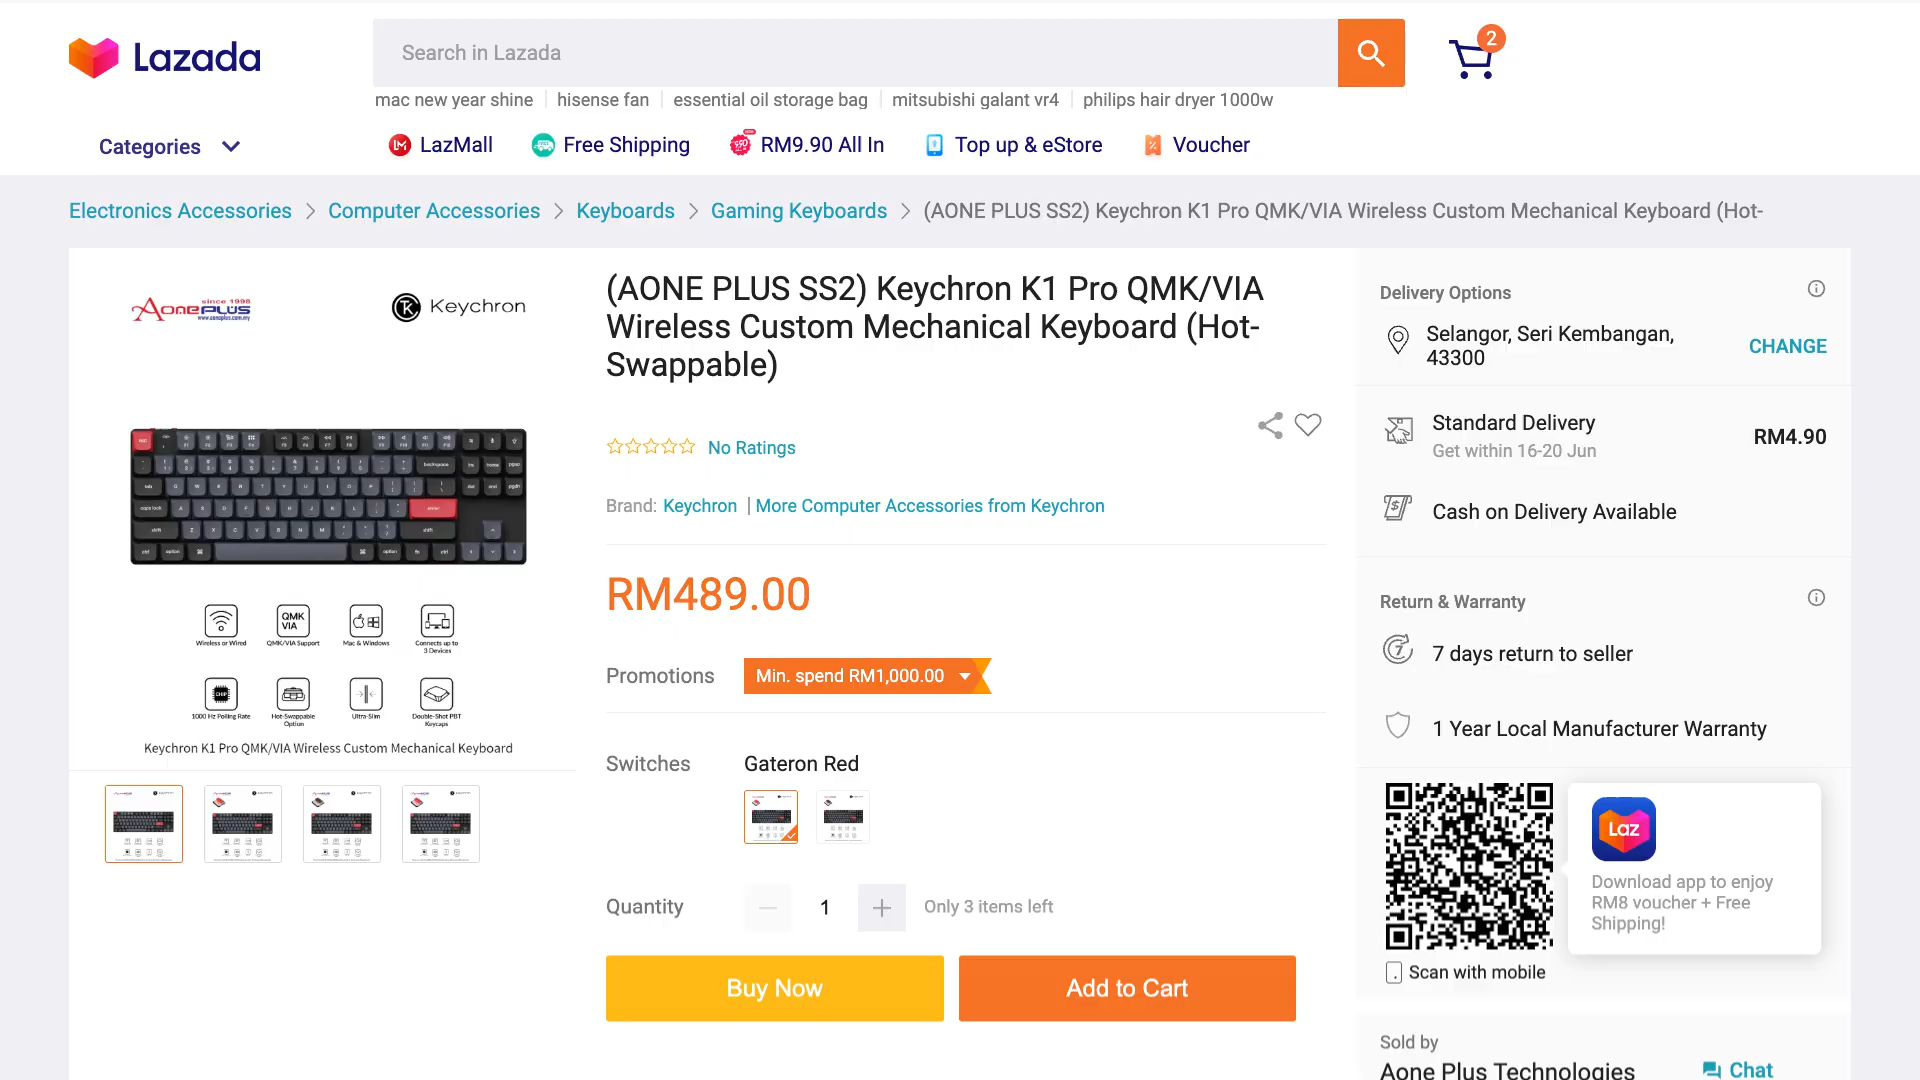 Lazada
Search in Lazada
2
mac new year shine
hisense fan
essential oil storage bag
mitsubishi galant vr4
philips hair dryer 1000w
Categories
LazMall
Free Shipping
RM9.90 All In
Top up & eStore
Voucher
Electronics Accessories
Computer Accessories
Keyboards
Gaming Keyboards
(AONE PLUS SS2) Keychron K1 Pro QMK/VIA Wireless Custom Mechanical Keyboard (Hot-
since 1998
AonePLUS
www.aoneplus.com.my
Keychron
Wireless or Wired
QMK
VIA
QMK/VIA Support
Mac & Windows
Connects up to
3 Devices
CHIP
1000 Hz Polling Rate
Hot-Swappable
Option
Ultra-Slim
Double-Shot PBT
Keycaps
Keychron K1 Pro QMK/VIA Wireless Custom Mechanical Keyboard
(AONE PLUS SS2) Keychron K1 Pro QMK/VIA
Wireless Custom Mechanical Keyboard (Hot-
Swappable)
No Ratings
Brand: Keychron | More Computer Accessories from Keychron
RM489.00
Promotions
Min. spend RM1,000.00
Switches
Gateron Red
Quantity
1
Only 3 items left
Buy Now
Add to Cart
Delivery Options
Selangor, Seri Kembangan,
43300
CHANGE
Standard Delivery
RM4.90
Get within 16-20 Jun
Cash on Delivery Available
Return & Warranty
7 days return to seller
1 Year Local Manufacturer Warranty
Laz
Download app to enjoy
RM8 voucher + Free
Shipping!
Scan with mobile
Sold by
Aone Plus Technologies
Chat